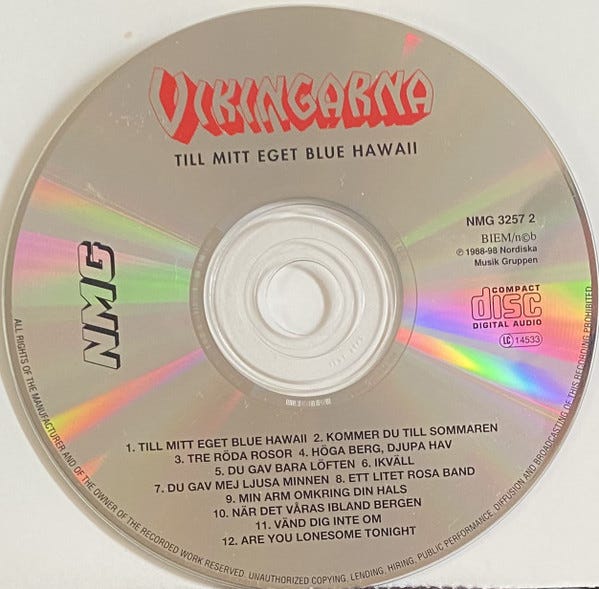 VIKINGARNA
TILL MITT EGET BLUE HAWAII
NMG 3257 2
BIEM/n©b
℗ 1988-98 Nordiska
Musik Gruppen
NMG
COMPACT
disc
DIGITAL AUDIO
LC 14533
1. TILL MITT EGET BLUE HAWAII 2. KOMMER DU TILL SOMMAREN
3. TRE RÖDA ROSOR 4. HÖGA BERG, DJUPA HAV
5. DU GAV BARA LÖFTEN 6. IKVÄLL
7. DU GAV MEJ LJUSA MINNEN 8. ETT LITET ROSA BAND
9. MIN ARM OMKRING DIN HALS
10. NÄR DET VÅRAS IBLAND BERGEN
11. VÄND DIG INTE OM
12. ARE YOU LONESOME TONIGHT
ALL RIGHTS OF THE MANUFACTURER AND OF THE OWNER OF THE RECORDED WORK RESERVED. UNAUTHORIZED COPYING, LENDING, HIRING, PUBLIC PERFORMANCE, DIFFUSION AND BROADCASTING OF THIS RECORDING PROHIBITED.